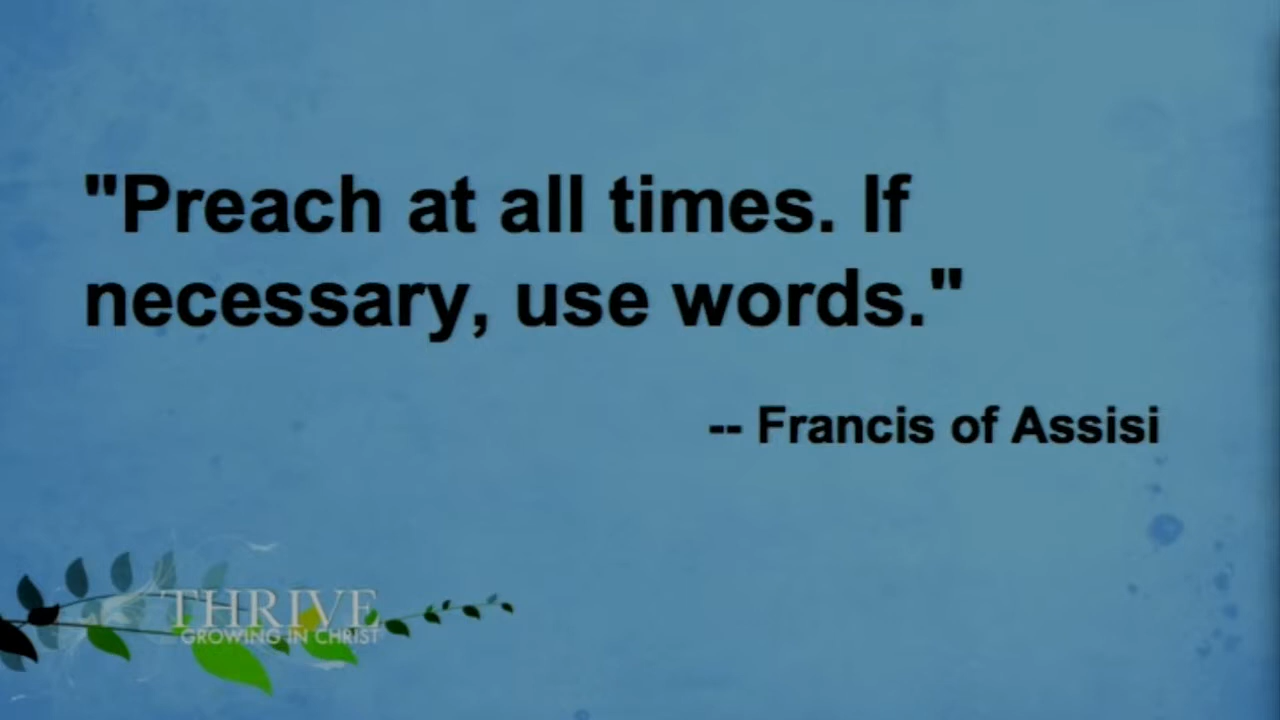 "Preach at all times. If
necessary, use words."
-- Francis of Assisi
THRIVE
GROWING IN CHRIST